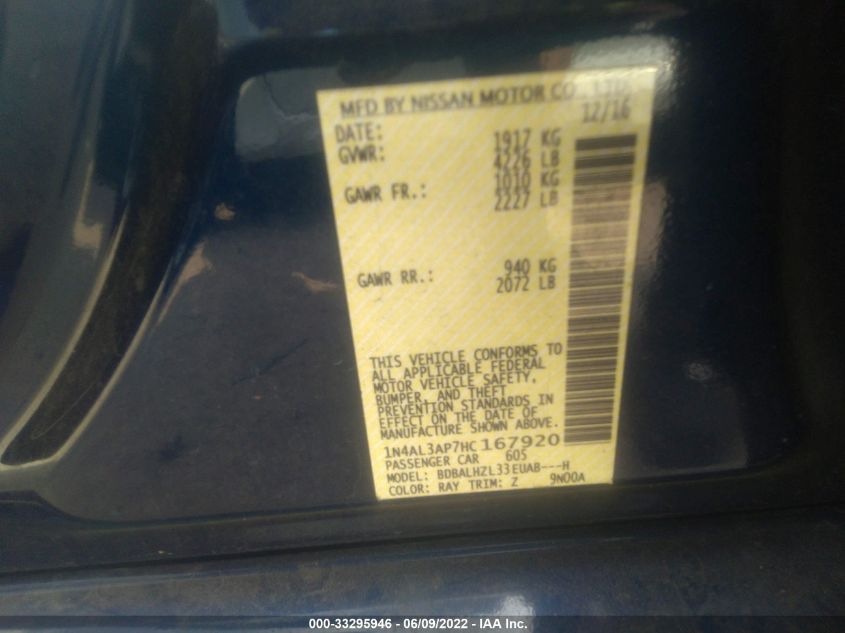 MFD BY NISSAN MOTOR CO., LTD.
DATE: 12/16
GVWR: 1917 KG
4226 LB
GAWR FR.: 1010 KG
2227 LB
GAWR RR.: 940 KG
2072 LB
THIS VEHICLE CONFORMS TO
ALL APPLICABLE FEDERAL
MOTOR VEHICLE SAFETY,
BUMPER, AND THEFT
PREVENTION STANDARDS IN
EFFECT ON THE DATE OF
MANUFACTURE SHOWN ABOVE.
1N4AL3AP7HC167920
PASSENGER CAR 605
MODEL: BDBALHZL33EUAB---H
COLOR: RAY TRIM: Z 9N00A
000-33295946 - 06/09/2022 - IAA Inc.